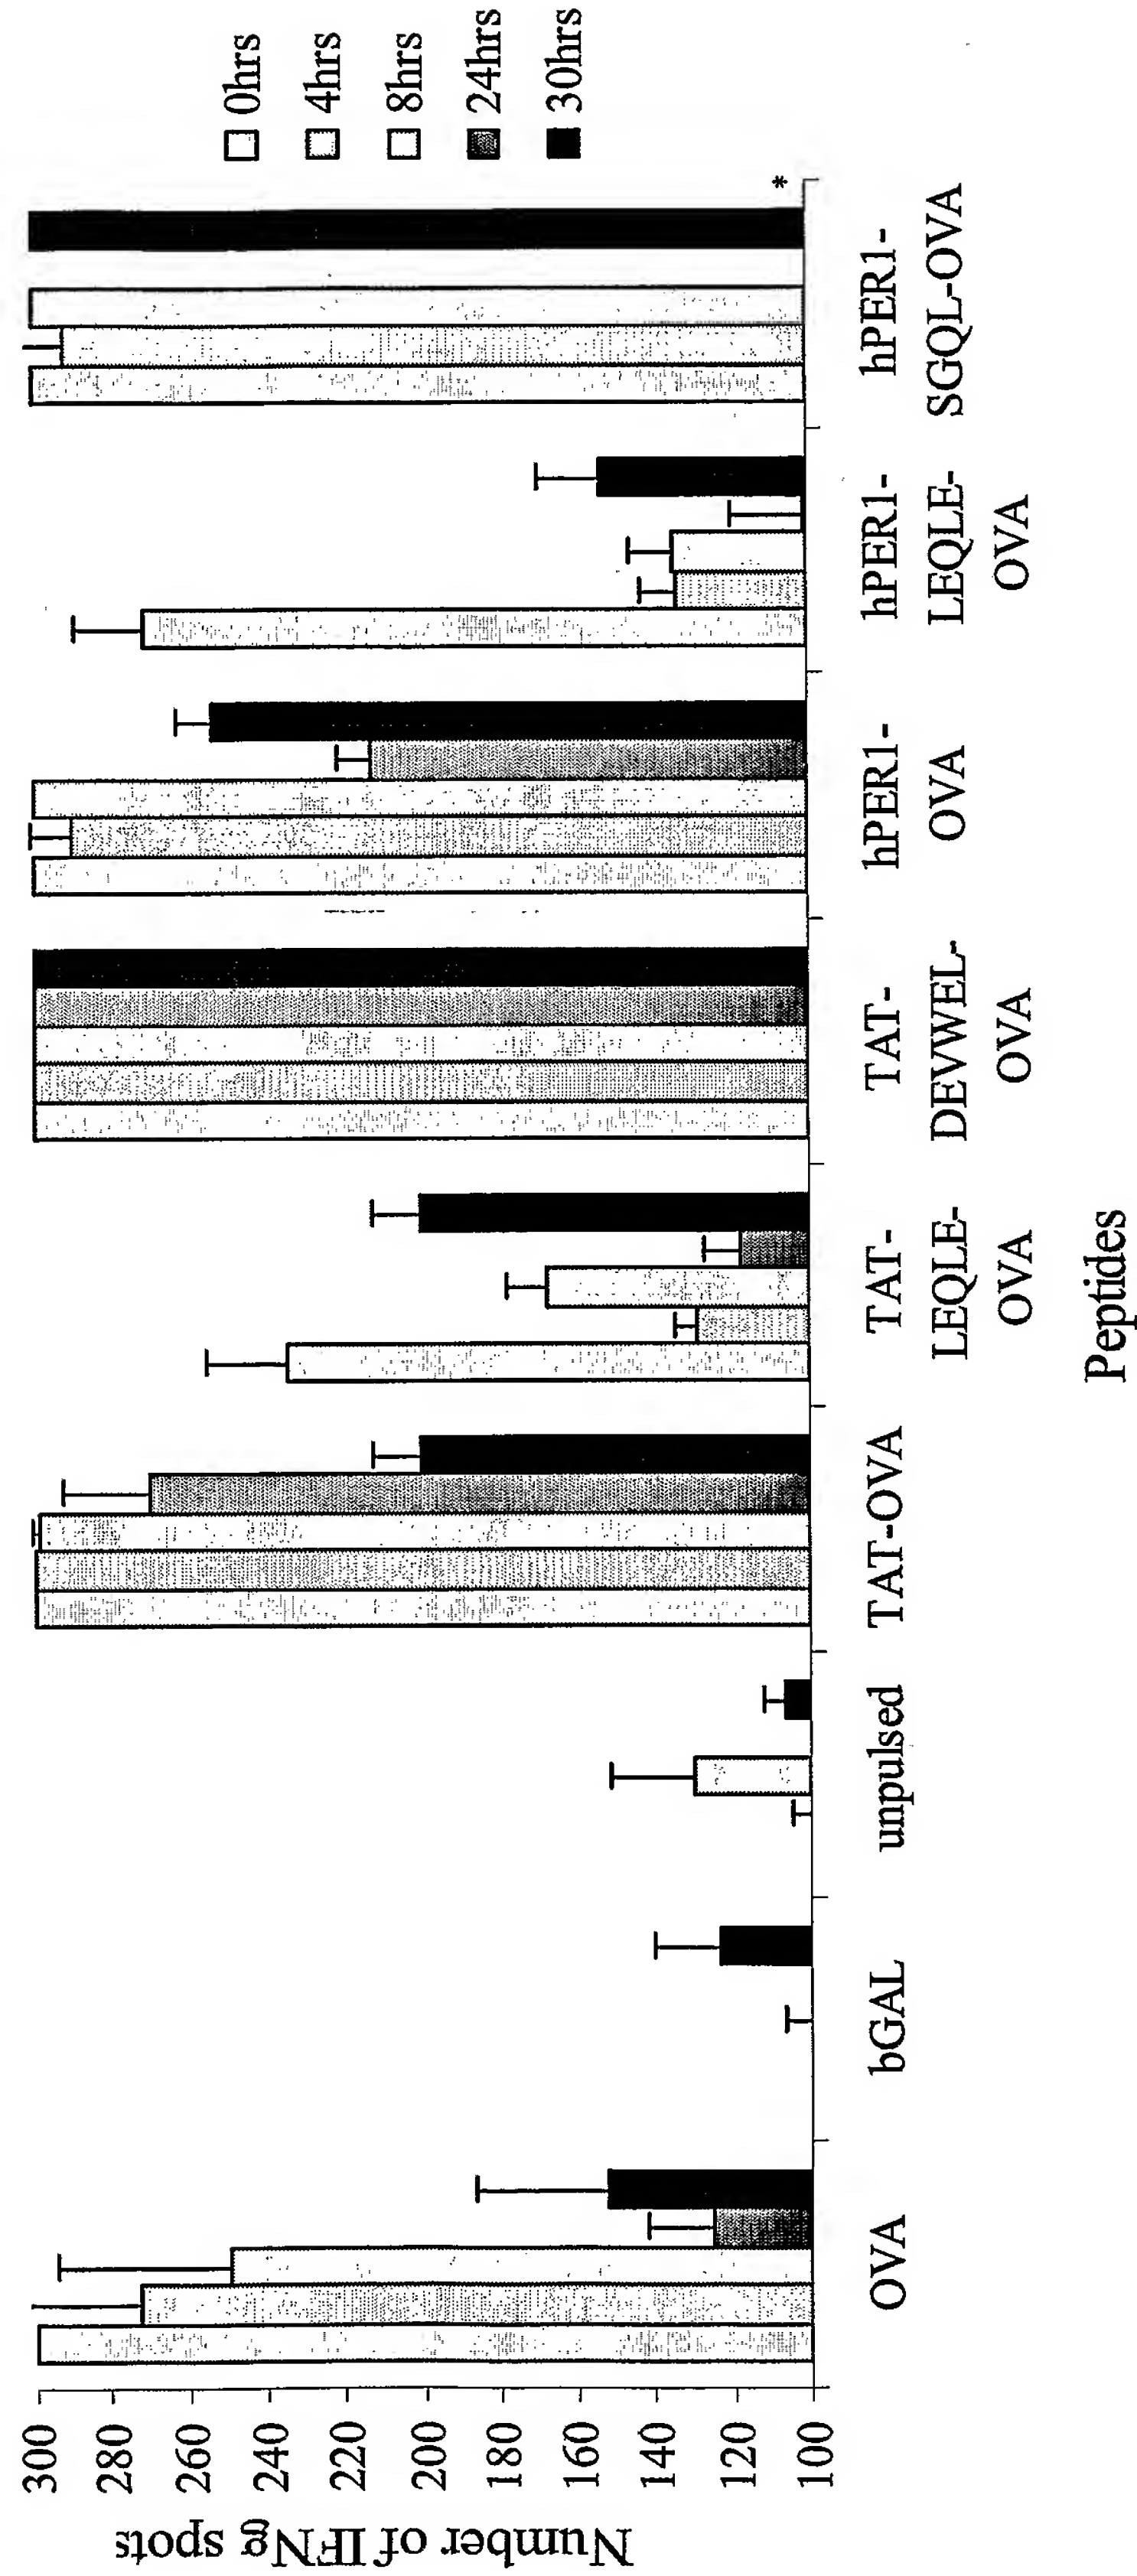 Number of IFNg spots
300
280
260
240
220
200
180
160
140
120
100
OVA
bGAL
unpulsed
TAT-OVA
TAT-
LEQLE-
OVA
TAT-
DEVWEL-
OVA
hPER1-
OVA
hPER1-
LEQLE-
OVA
hPER1-
SGQL-OVA
*
Peptides
0hrs
4hrs
8hrs
24hrs
30hrs